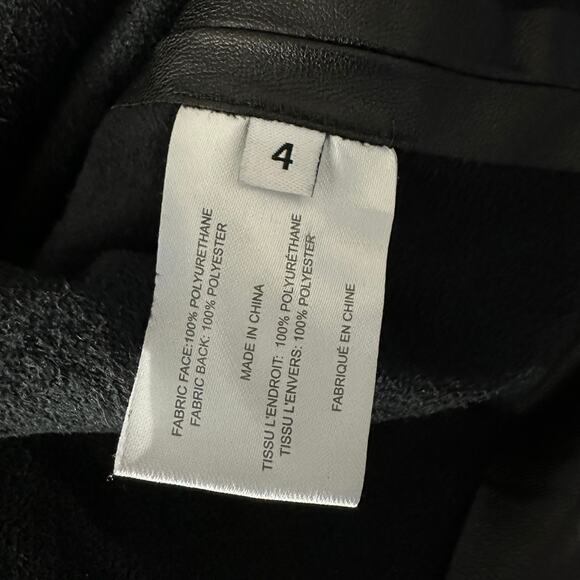 4
FABRIC FACE:100% POLYURETHANE
FABRIC BACK: 100% POLYESTER
MADE IN CHINA
TISSU L'ENDROIT: 100% POLYURÉTHANE
TISSU L'ENVERS: 100% POLYESTER
FABRIQUÉ EN CHINE